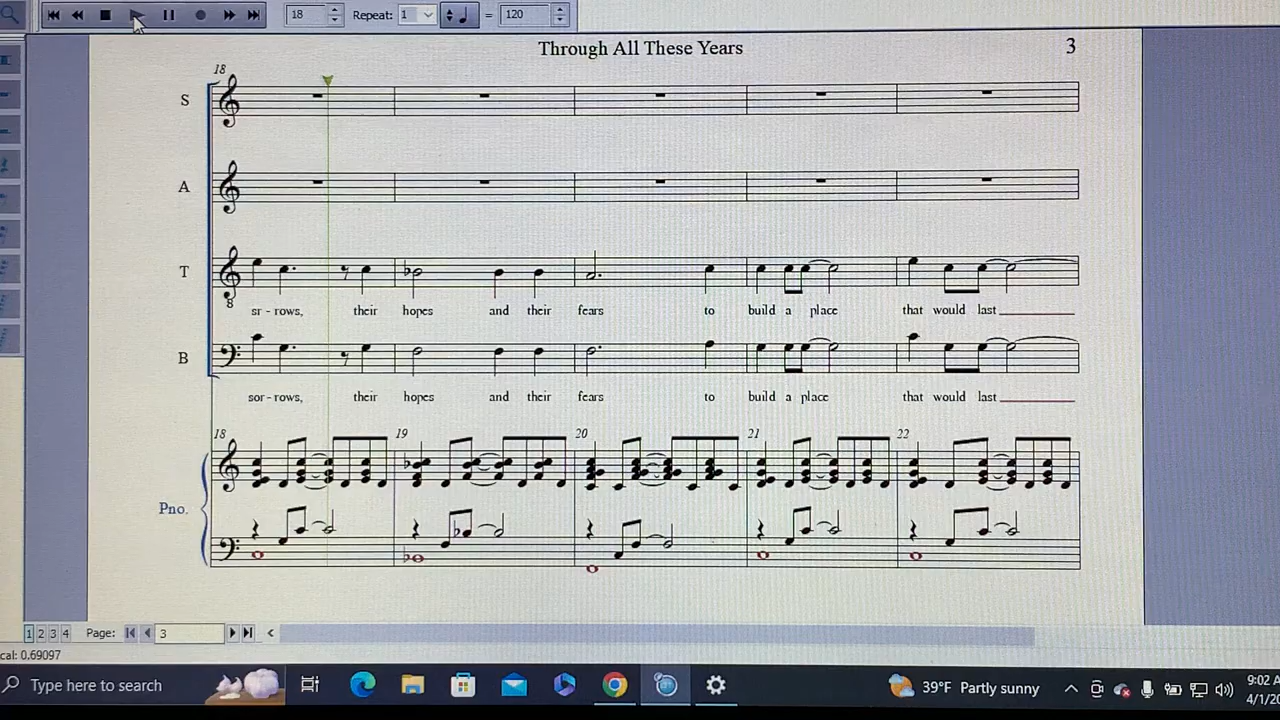 18 Repeat: 1 = 120
Through All These Years 3
18
S
A
T
8
sr - rows, their hopes and their fears to build a place that would last
B
sor - rows, their hopes and their fears to build a place that would last
18 19 20 21 22
Pno.
1 2 3 4 Page: 3
cal: 0.69097
Type here to search 39°F Partly sunny 9:02 A
4/1/20